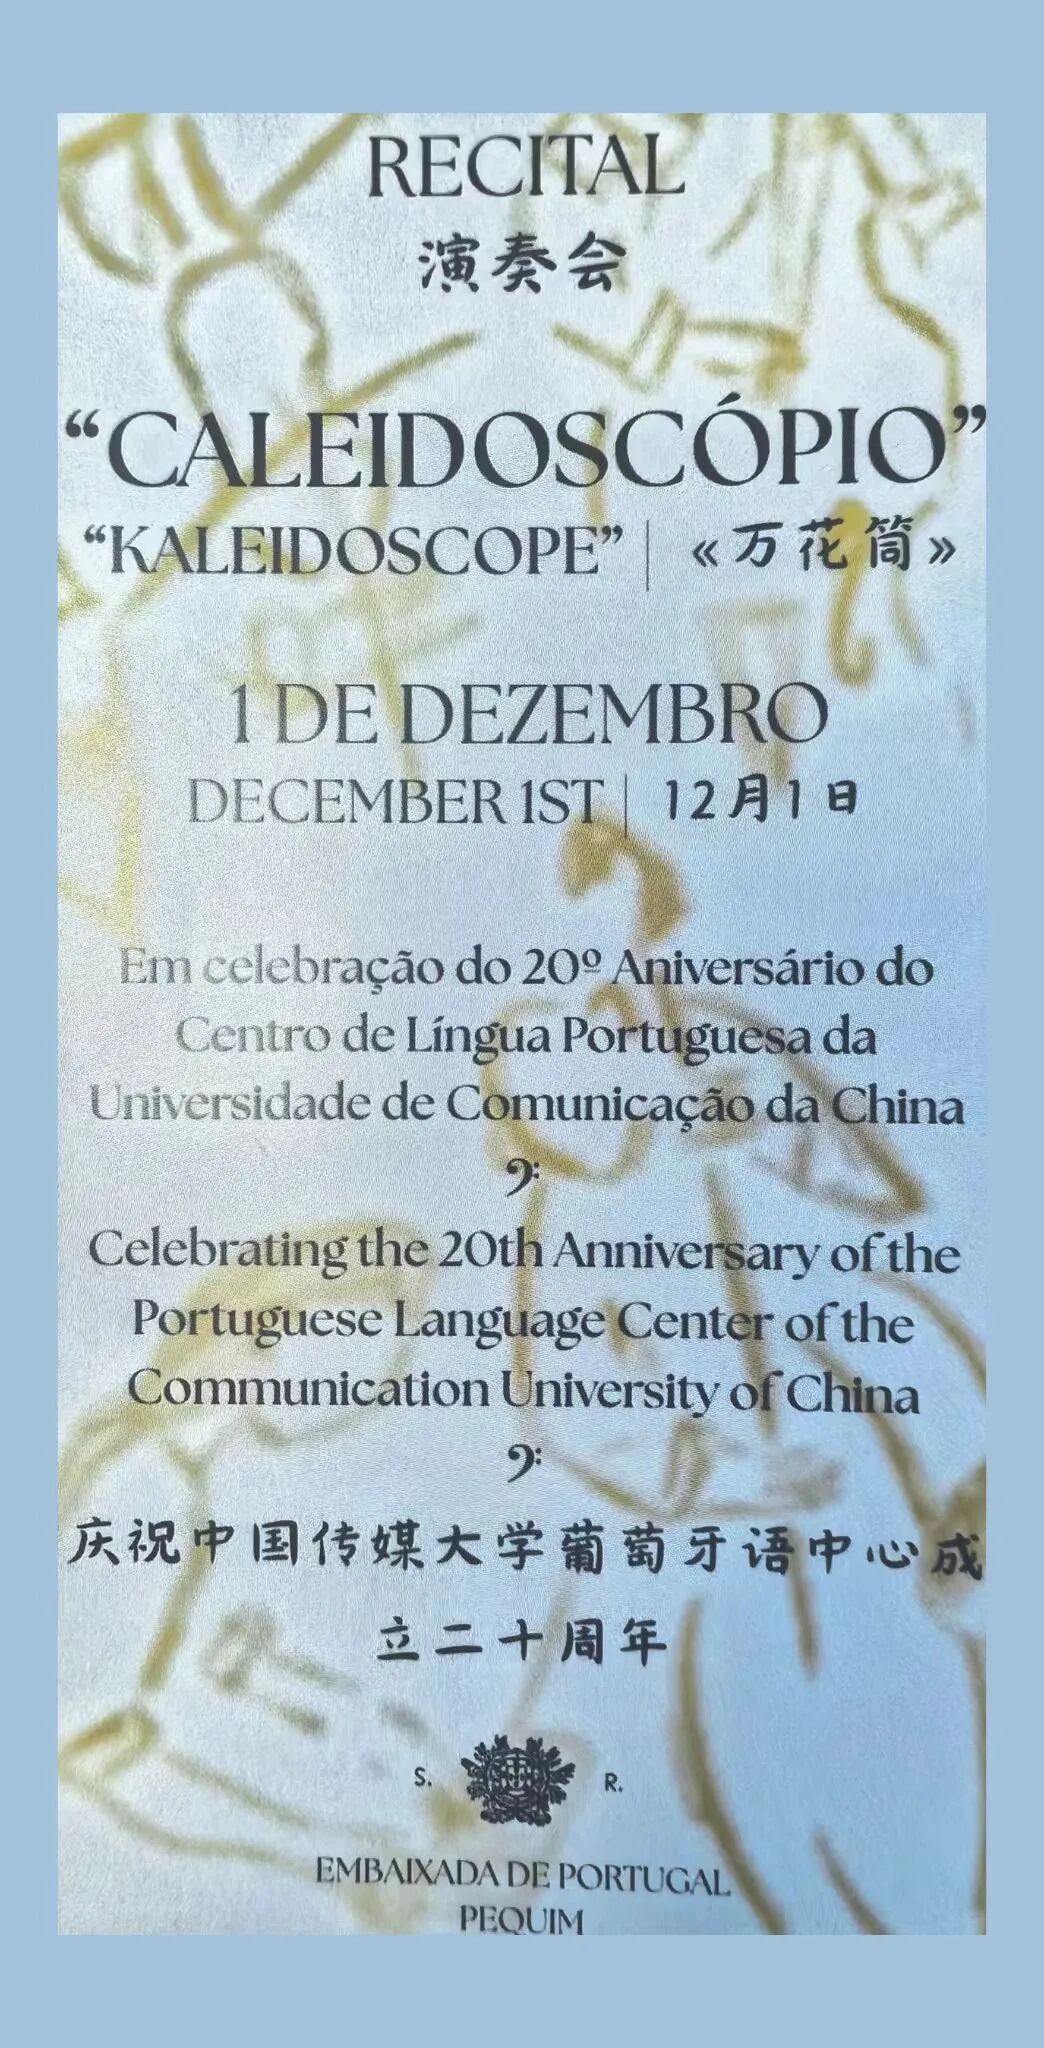 RECITAL
演奏会
“CALEIDOSCÓPIO”
“KALEIDOSCOPE” | 《万花筒》
1 DE DEZEMBRO
DECEMBER 1ST | 12月1日
Em celebração do 20º Aniversário do
Centro de Língua Portuguesa da
Universidade de Comunicação da China
Celebrating the 20th Anniversary of the
Portuguese Language Center of the
Communication University of China
庆祝中国传媒大学葡萄牙语中心成
立二十周年
S. R.
EMBAIXADA DE PORTUGAL
PEQUIM